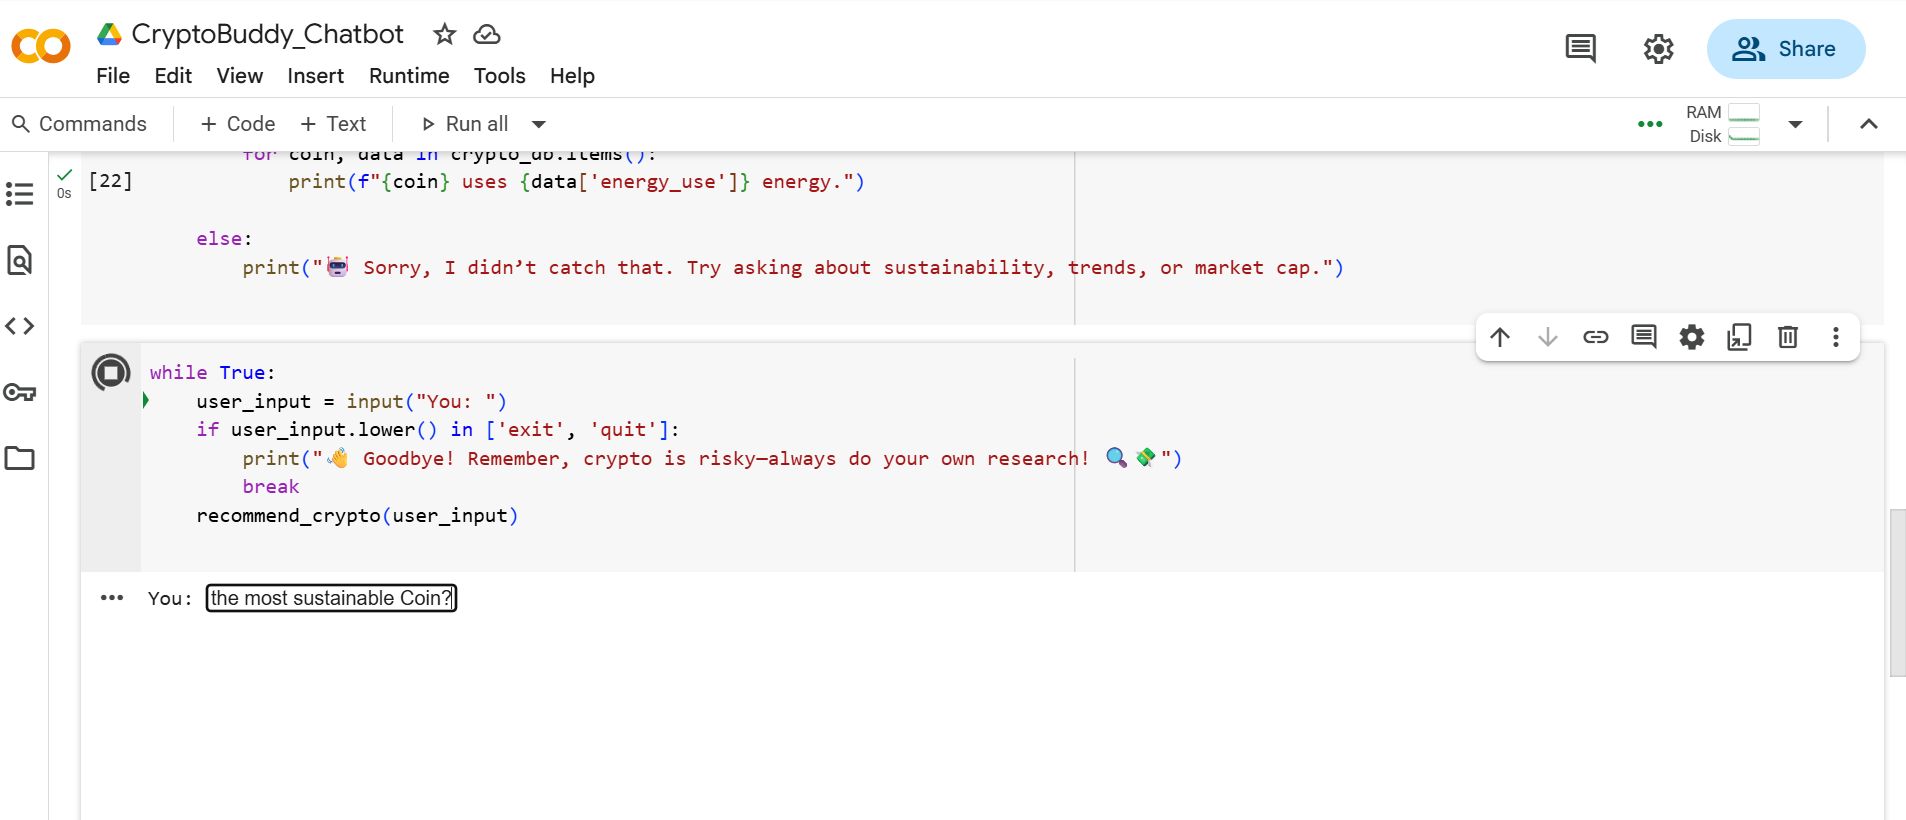 CryptoBuddy_Chatbot
File Edit View Insert Runtime Tools Help
Share
Commands + Code + Text Run all
RAM
Disk
for coin, data in crypto_db.items():
[22] print(f"{coin} uses {data['energy_use']} energy.")
0s
else:
print("🤖 Sorry, I didn’t catch that. Try asking about sustainability, trends, or market cap.")
while True:
user_input = input("You: ")
if user_input.lower() in ['exit', 'quit']:
print("👋 Goodbye! Remember, crypto is risky—always do your own research! 🔍💸")
break
recommend_crypto(user_input)
You: the most sustainable Coin?